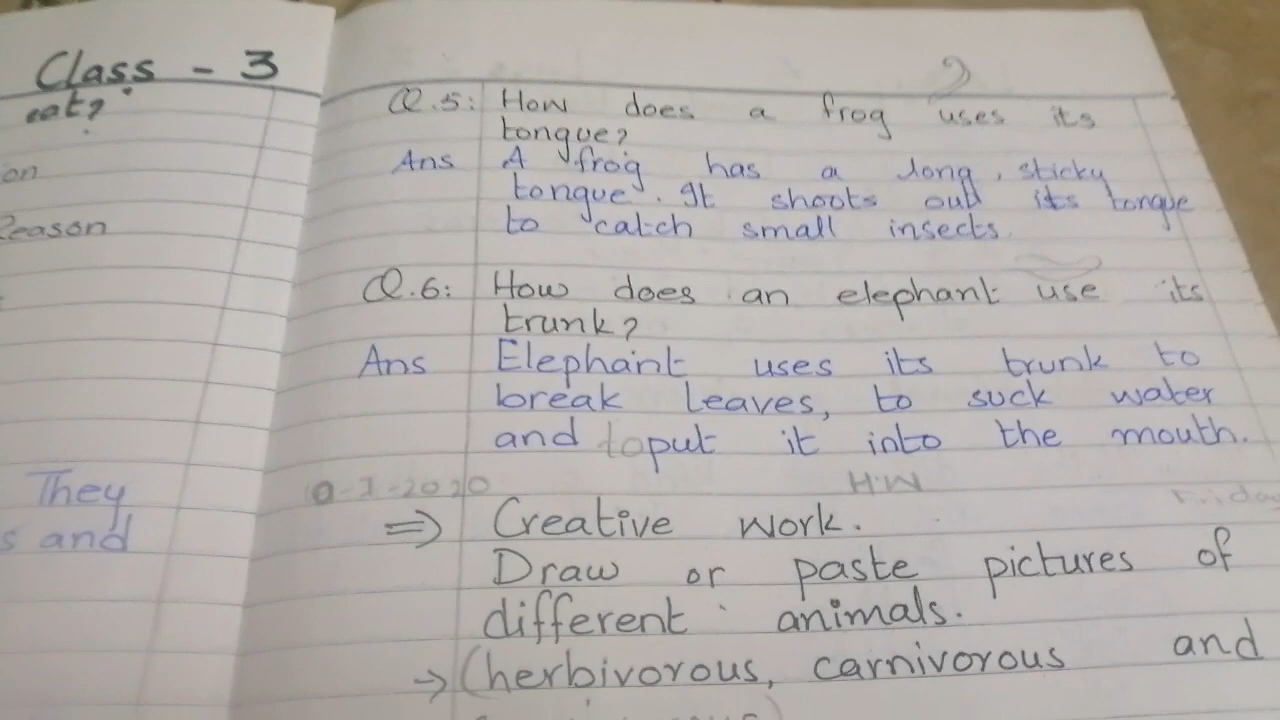 Class - 3
eat?
on
Reason
They
s and
Q.5: How does a frog uses its
tongue?
Ans A frog has a long, sticky
tongue. It shoots out its tongue
to catch small insects
Q.6: How does an elephant use its
trunk?
Ans Elephant uses its trunk to
break leaves, to suck water
and to put it into the mouth.
H.W
⇒ Creative work.
Draw or paste pictures of
different animals.
→ (herbivorous, carnivorous and